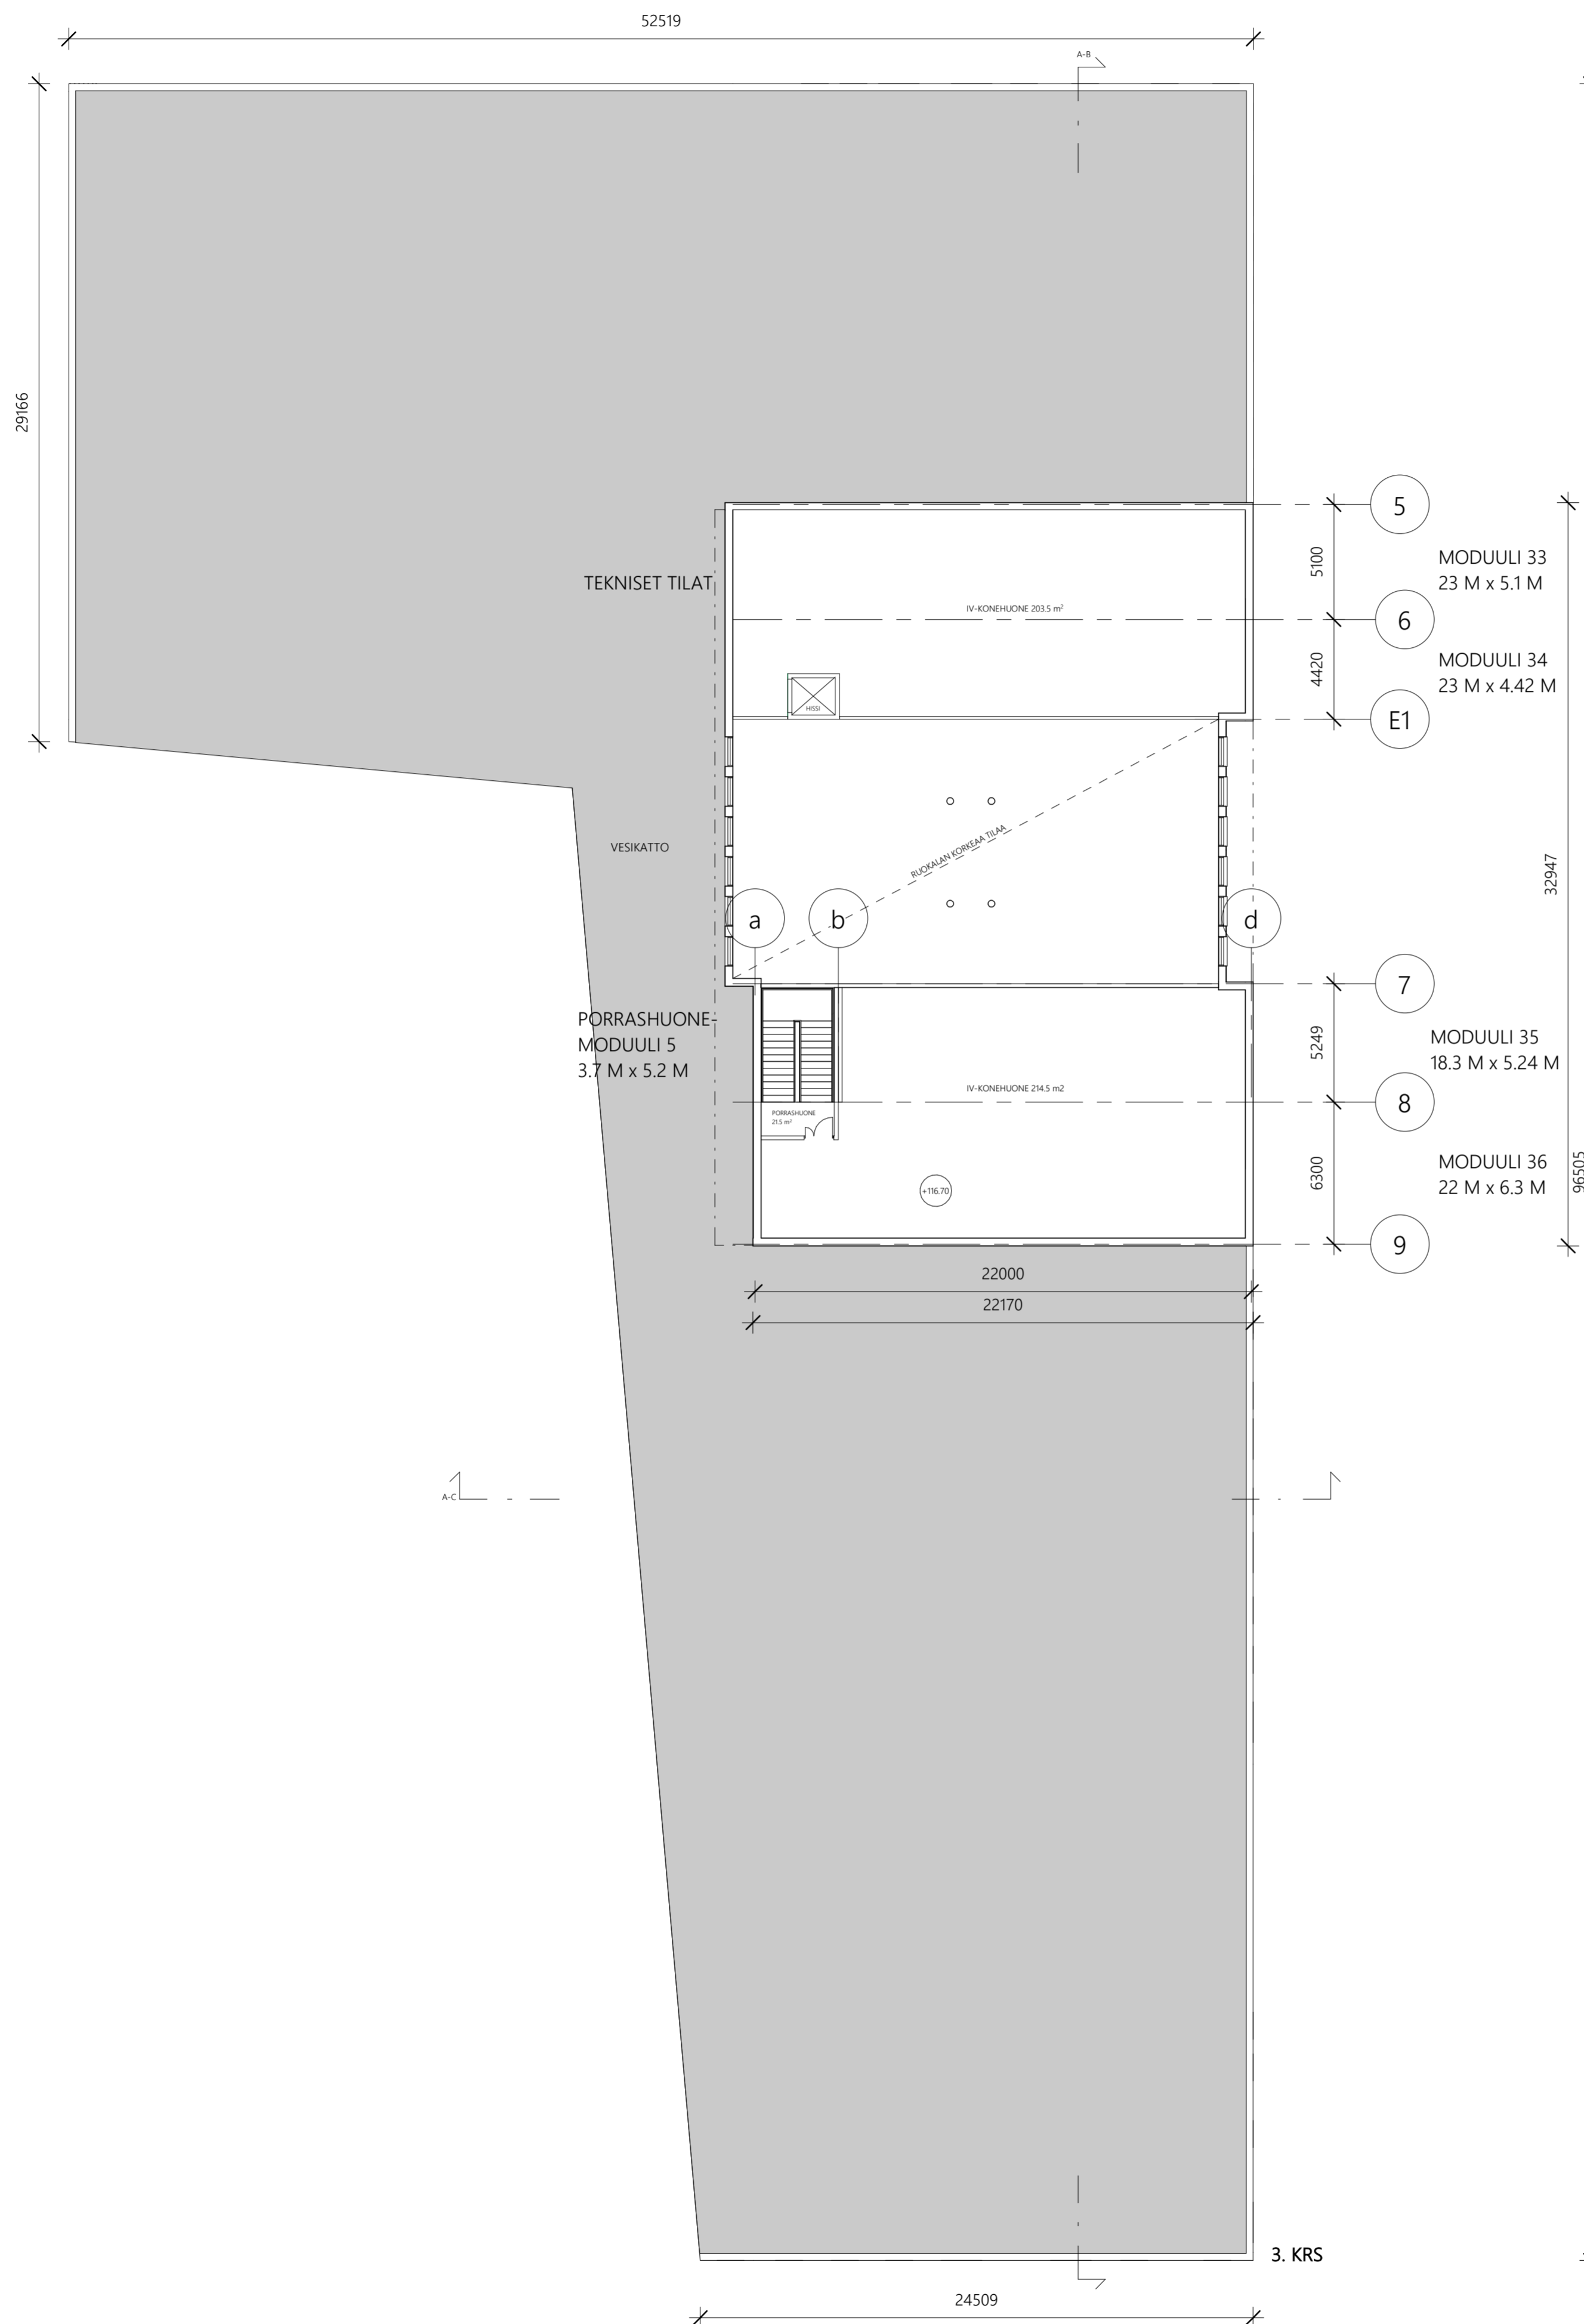 52519
A-B
29166
5
5100
MODUULI 33
23 M x 5.1 M
TEKNISET TILAT
IV-KONEHUONE 203.5 m²
6
4420
MODUULI 34
23 M x 4.42 M
HISSI
E1
RUOKALAN KORKEAA TILAA
VESIKATTO
32947
a
b
d
7
PORRASHUONE-
MODUULI 5
3.7 M x 5.2 M
5249
MODUULI 35
18.3 M x 5.24 M
IV-KONEHUONE 214.5 m2
8
PORRASHUONE
21.5 m²
6300
MODUULI 36
22 M x 6.3 M
96505
+116.70
9
22000
22170
A-C
3. KRS
24509